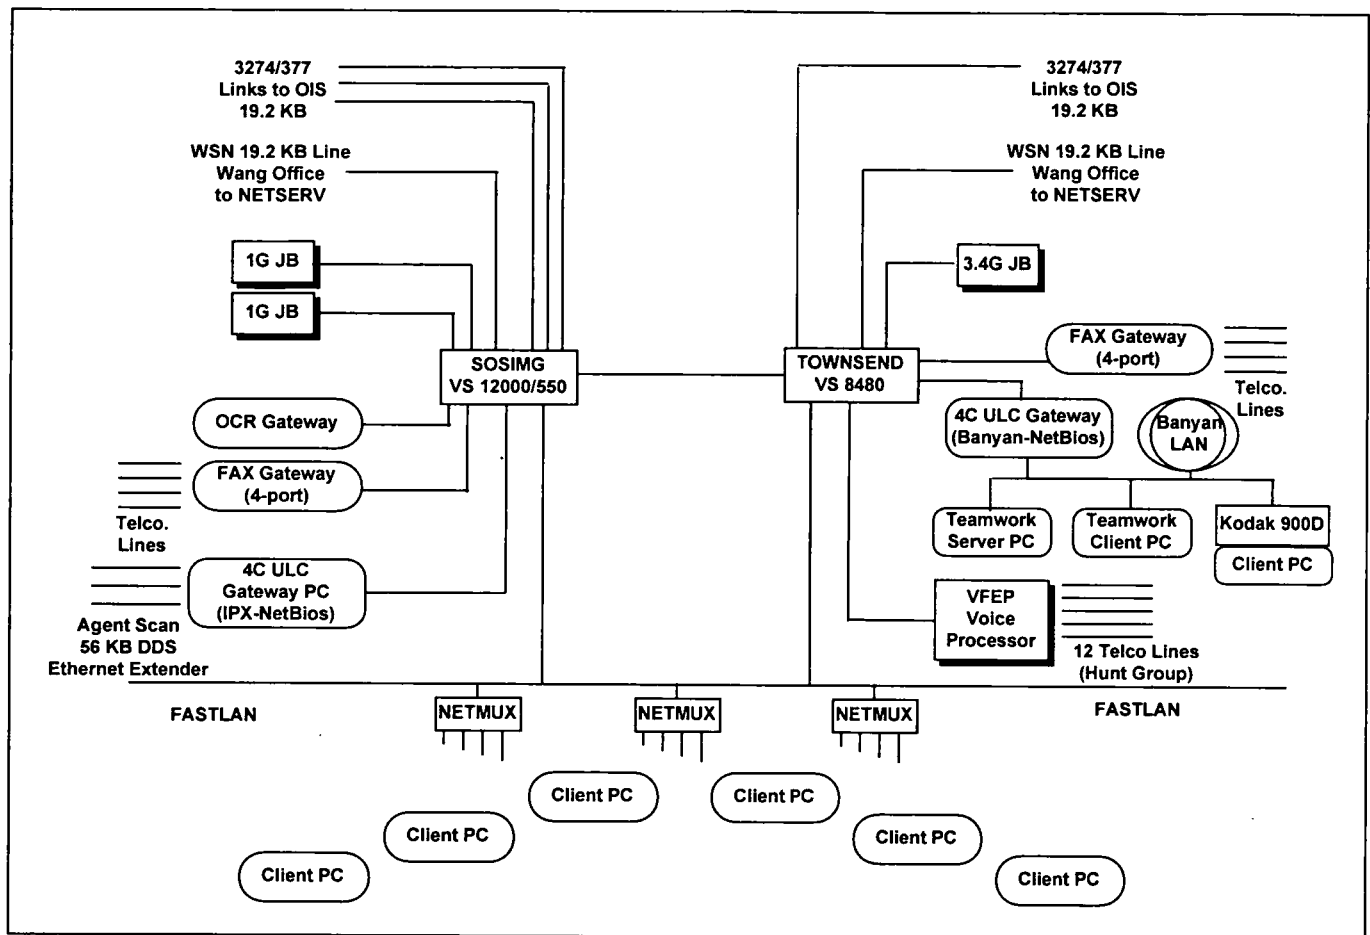 3274/377
Links to OIS
19.2 KB
WSN 19.2 KB Line
Wang Office
to NETSERV
1G JB
1G JB
SOSIMG
VS 12000/550
OCR Gateway
FAX Gateway
(4-port)
Telco.
Lines
4C ULC
Gateway PC
(IPX-NetBios)
Agent Scan
56 KB DDS
Ethernet Extender
3274/377
Links to OIS
19.2 KB
WSN 19.2 KB Line
Wang Office
to NETSERV
3.4G JB
TOWNSEND
VS 8480
FAX Gateway
(4-port)
Telco.
Lines
4C ULC Gateway
(Banyan-NetBios)
Banyan
LAN
Teamwork
Server PC
Teamwork
Client PC
Kodak 900D
Client PC
VFEP
Voice
Processor
12 Telco Lines
(Hunt Group)
FASTLAN
NETMUX
NETMUX
NETMUX
FASTLAN
Client PC
Client PC
Client PC
Client PC
Client PC
Client PC